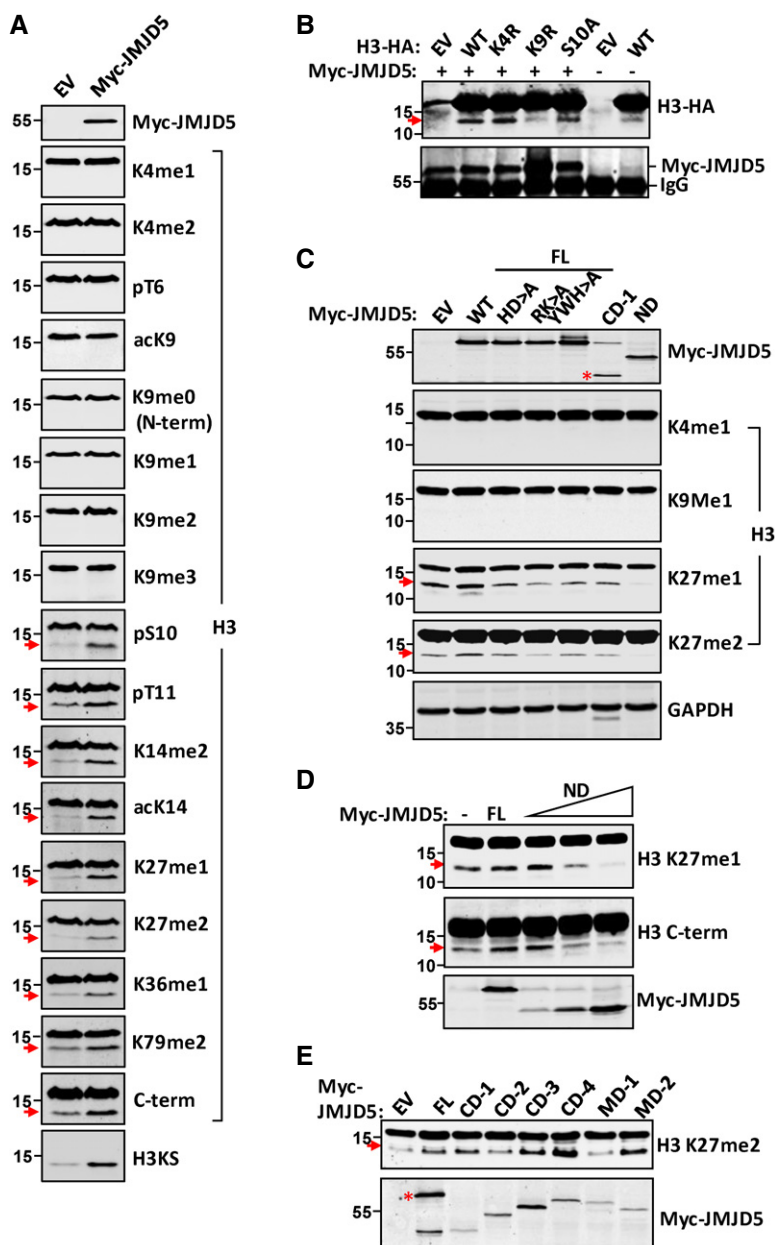 A
EV Myc-JMJD5
55 Myc-JMJD5
15 K4me1
15 K4me2
15 pT6
15 acK9
15 K9me0
(N-term)
15 K9me1
15 K9me2
15 K9me3
H3
15 pS10
15 pT11
15 K14me2
15 acK14
15 K27me1
15 K27me2
15 K36me1
15 K79me2
15 C-term
15 H3KS
B
H3-HA: EV WT K4R K9R S10A EV WT
Myc-JMJD5: + + + + + - -
15 H3-HA
10
Myc-JMJD5
55 IgG
C
FL
Myc-JMJD5: EV WT HD>A RK>A YWH>A CD-1 ND
55 Myc-JMJD5
*
15 K4me1
10
15 K9Me1
10
H3
15 K27me1
10
15 K27me2
10
GAPDH
35
D
ND
Myc-JMJD5: - FL
15 H3 K27me1
10
15 H3 C-term
10
55 Myc-JMJD5
E
Myc-
JMJD5: EV FL CD-1 CD-2 CD-3 CD-4 MD-1 MD-2
15 H3 K27me2
*
55 Myc-JMJD5